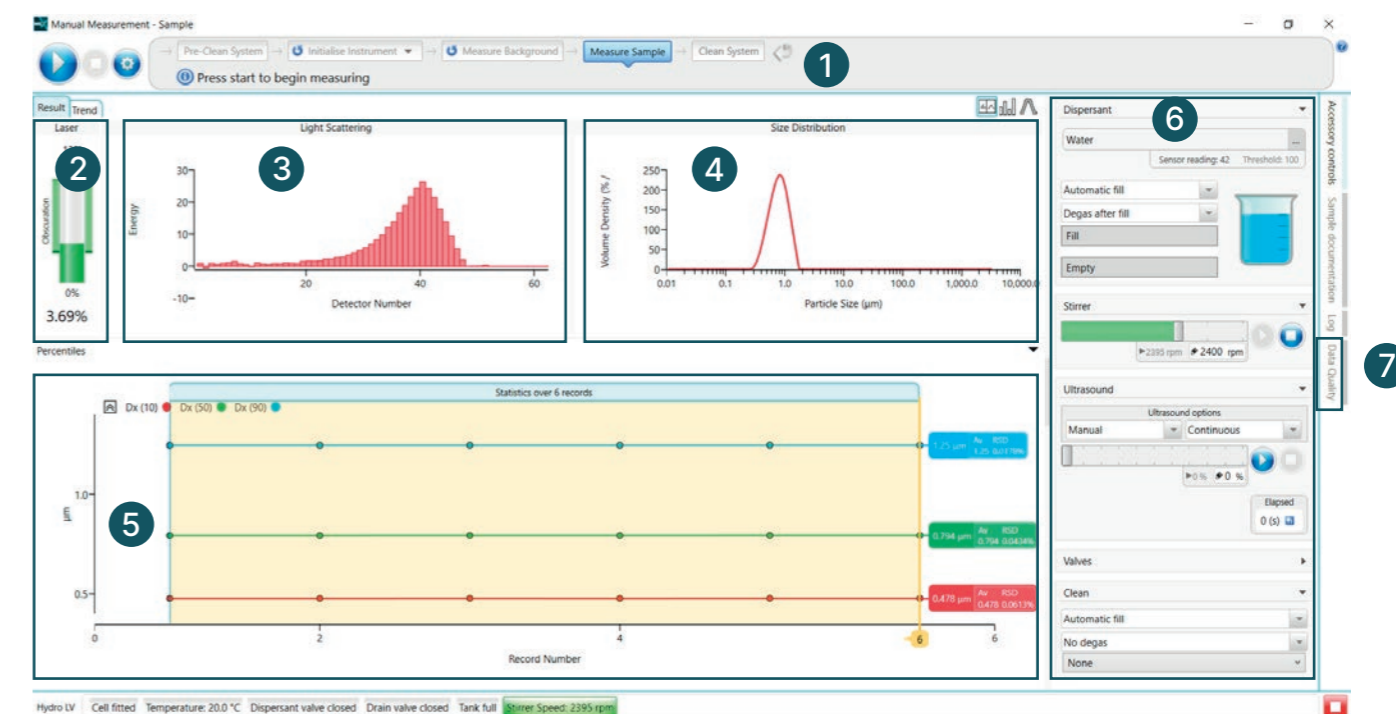 Manual Measurement - Sample
Pre-Clean System
Initialise Instrument
Measure Background
Measure Sample
Clean System
Press start to begin measuring
1
Result
Trend
Laser
2
Obscuration
0%
3.69%
Light Scattering
3
30
20
10
0
-10
Energy
20
40
60
Detector Number
Size Distribution
4
Volume Density (% /
250
200
150
100
50
0
0.01
0.1
1.0
10.0
100.0
1,000.0
10,000.0
Particle Size (µm)
Percentiles
Statistics over 6 records
Dx (10)
Dx (50)
Dx (90)
5
µm
1.0
0.5
0
2
4
6
6
Record Number
1.25 µm
Av RSD
1.25 0.0178%
0.794 µm
Av RSD
0.794 0.0434%
0.478 µm
Av RSD
0.478 0.0613%
6
Dispersant
Water
...
Sensor reading: 42 Threshold: 100
Automatic fill
Degas after fill
Fill
Empty
Stirrer
2395 rpm
2400 rpm
Ultrasound
Ultrasound options
Manual
Continuous
0 %
0 %
Elapsed
0 (s)
Valves
Clean
Automatic fill
No degas
None
Accessory controls
Sample documentation
Log
Data Quality
7
Hydro LV
Cell fitted
Temperature: 20.0 °C
Dispersant valve closed
Drain valve closed
Tank full
Stirrer Speed: 2395 rpm